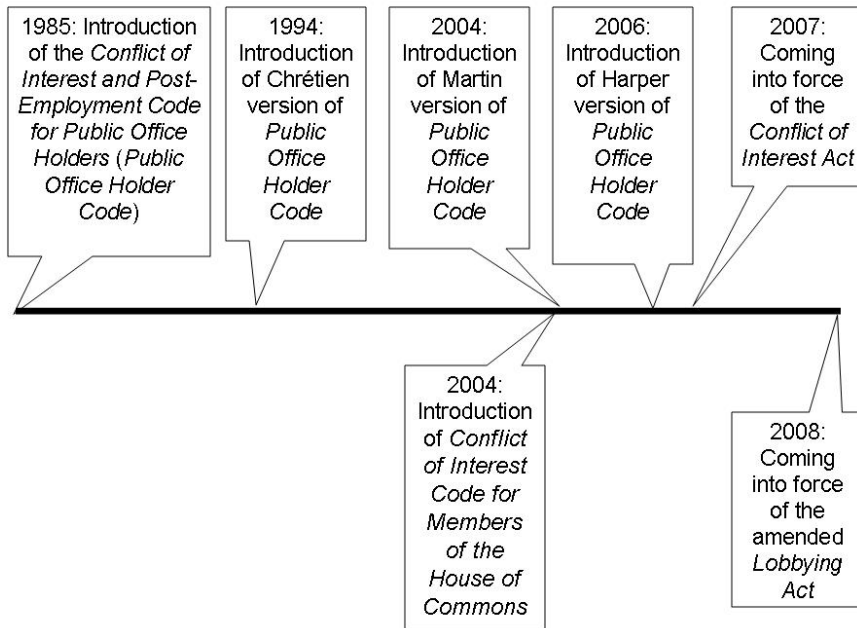 1985: Introduction
of the Conflict of
Interest and Post-
Employment Code
for Public Office
Holders (Public
Office Holder
Code)
1994:
Introduction
of Chrétien
version of
Public
Office
Holder
Code
2004:
Introduction
of Martin
version of
Public
Office
Holder
Code
2006:
Introduction
of Harper
version of
Public
Office
Holder
Code
2007:
Coming
into force
of the
Conflict of
Interest Act
2004:
Introduction
of Conflict
of Interest
Code for
Members
of the
House of
Commons
2008:
Coming
into force
of the
amended
Lobbying
Act